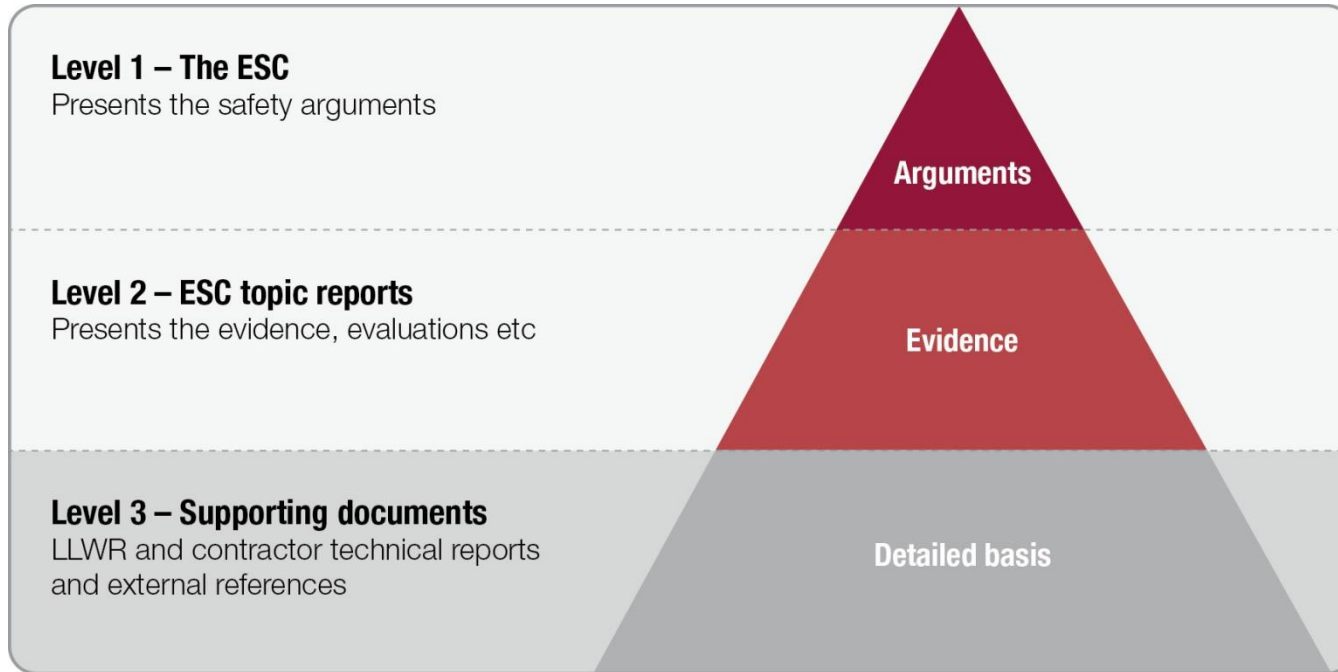 Level 1 – The ESC
Presents the safety arguments
Arguments
Level 2 – ESC topic reports
Presents the evidence, evaluations etc
Evidence
Level 3 – Supporting documents
LLWR and contractor technical reports
and external references
Detailed basis